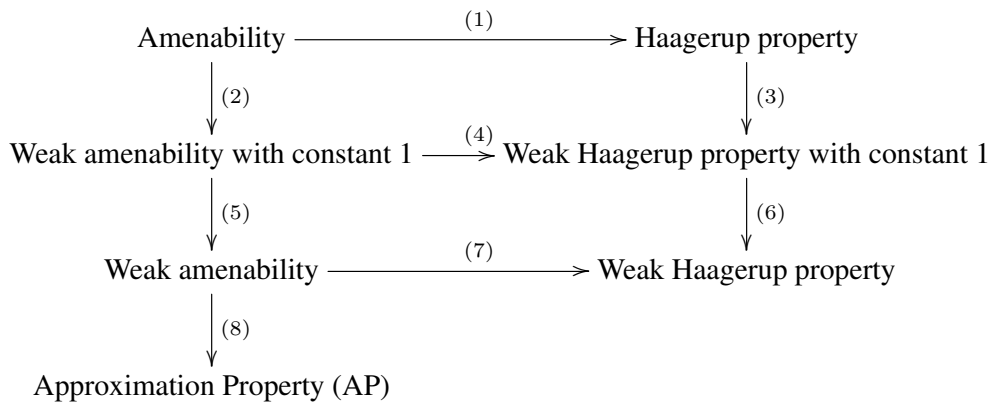 Amenability (1) Haagerup property
(2) (3)
Weak amenability with constant 1 (4) Weak Haagerup property with constant 1
(5) (6)
Weak amenability (7) Weak Haagerup property
(8)
Approximation Property (AP)